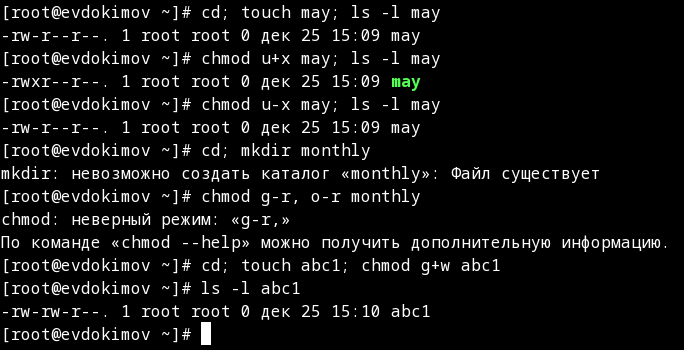 [root@evdokimov ~]# cd; touch may; ls -l may
-rw-r--r--. 1 root root 0 дек 25 15:09 may
[root@evdokimov ~]# chmod u+x may; ls -l may
-rwxr--r--. 1 root root 0 дек 25 15:09 may
[root@evdokimov ~]# chmod u-x may; ls -l may
-rw-r--r--. 1 root root 0 дек 25 15:09 may
[root@evdokimov ~]# cd; mkdir monthly
mkdir: невозможно создать каталог «monthly»: Файл существует
[root@evdokimov ~]# chmod g-r, o-r monthly
chmod: неверный режим: «g-r,»
По команде «chmod --help» можно получить дополнительную информацию.
[root@evdokimov ~]# cd; touch abc1; chmod g+w abc1
[root@evdokimov ~]# ls -l abc1
-rw-rw-r--. 1 root root 0 дек 25 15:10 abc1
[root@evdokimov ~]#